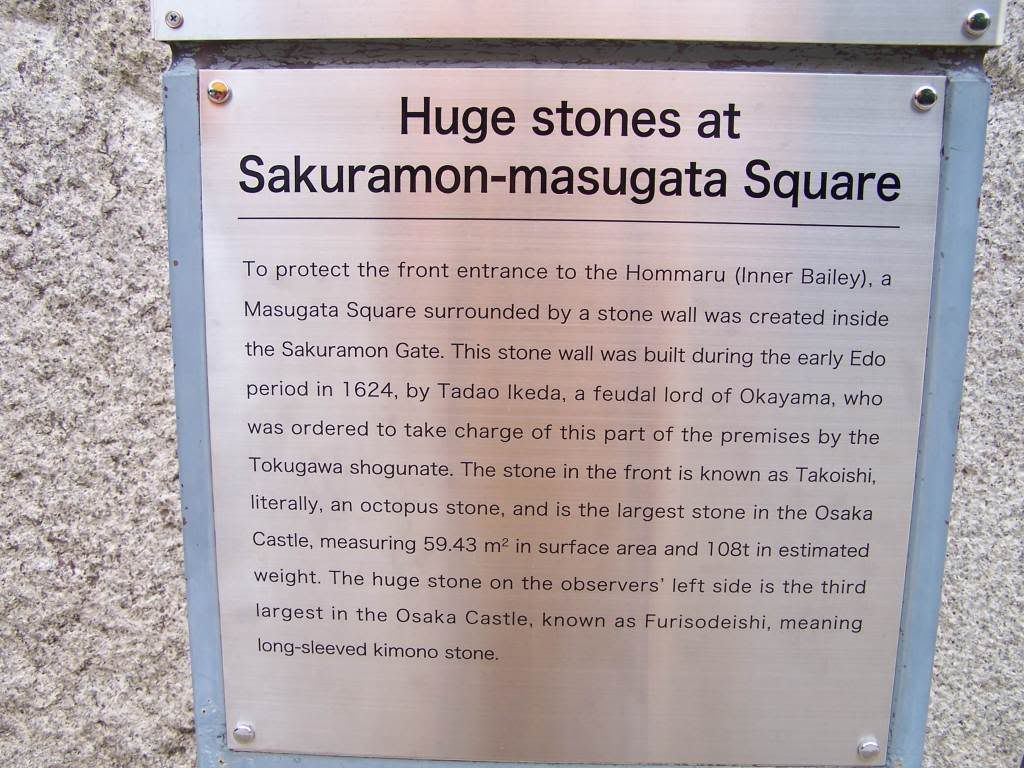 Huge stones at
Sakuramon-masugata Square
To protect the front entrance to the Hommaru (Inner Bailey), a
Masugata Square surrounded by a stone wall was created inside
the Sakuramon Gate. This stone wall was built during the early Edo
period in 1624, by Tadao Ikeda, a feudal lord of Okayama, who
was ordered to take charge of this part of the premises by the
Tokugawa shogunate. The stone in the front is known as Takoishi,
literally, an octopus stone, and is the largest stone in the Osaka
Castle, measuring 59.43 m² in surface area and 108t in estimated
weight. The huge stone on the observers’ left side is the third
largest in the Osaka Castle, known as Furisodeishi, meaning
long-sleeved kimono stone.